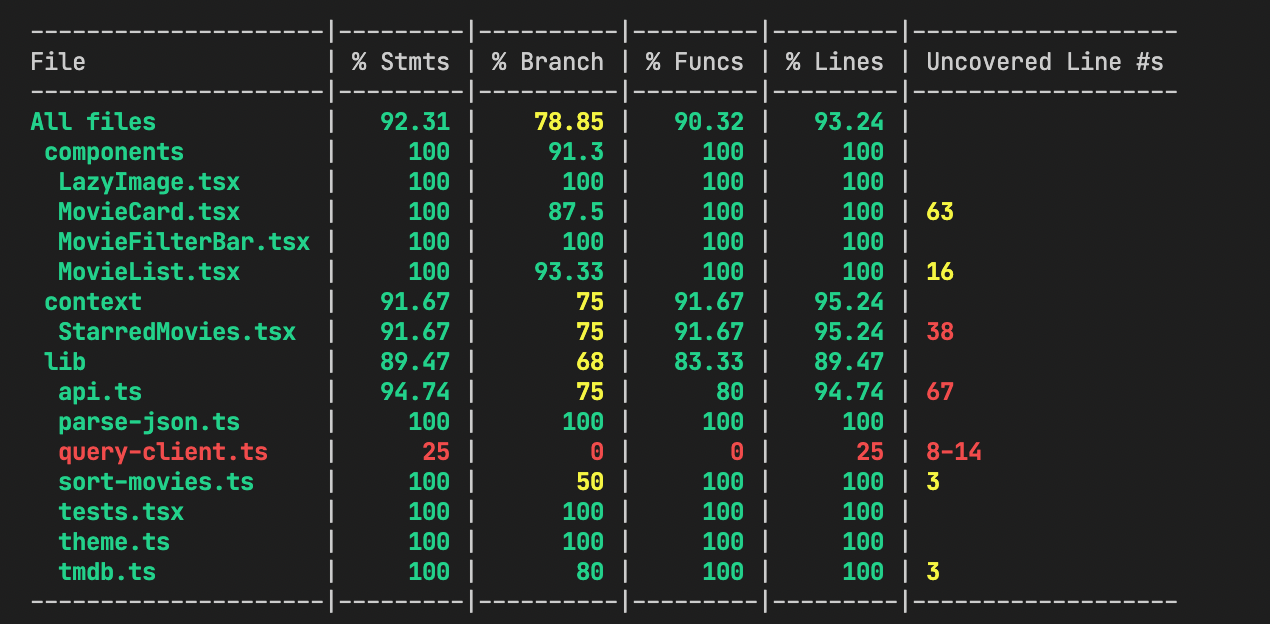 ---------------------|---------|----------|---------|---------|-------------------
File                 | % Stmts | % Branch | % Funcs | % Lines | Uncovered Line #s
---------------------|---------|----------|---------|---------|-------------------
All files            |   92.31 |    78.85 |   90.32 |   93.24 |
 components          |     100 |     91.3 |     100 |     100 |
  LazyImage.tsx      |     100 |      100 |     100 |     100 |
  MovieCard.tsx      |     100 |     87.5 |     100 |     100 | 63
  MovieFilterBar.tsx |     100 |      100 |     100 |     100 |
  MovieList.tsx      |     100 |    93.33 |     100 |     100 | 16
 context             |   91.67 |       75 |   91.67 |   95.24 |
  StarredMovies.tsx  |   91.67 |       75 |   91.67 |   95.24 | 38
 lib                 |   89.47 |       68 |   83.33 |   89.47 |
  api.ts             |   94.74 |       75 |      80 |   94.74 | 67
  parse-json.ts      |     100 |      100 |     100 |     100 |
  query-client.ts    |      25 |        0 |       0 |      25 | 8-14
  sort-movies.ts     |     100 |       50 |     100 |     100 | 3
  tests.tsx          |     100 |      100 |     100 |     100 |
  theme.ts           |     100 |      100 |     100 |     100 |
  tmdb.ts            |     100 |       80 |     100 |     100 | 3
---------------------|---------|----------|---------|---------|-------------------